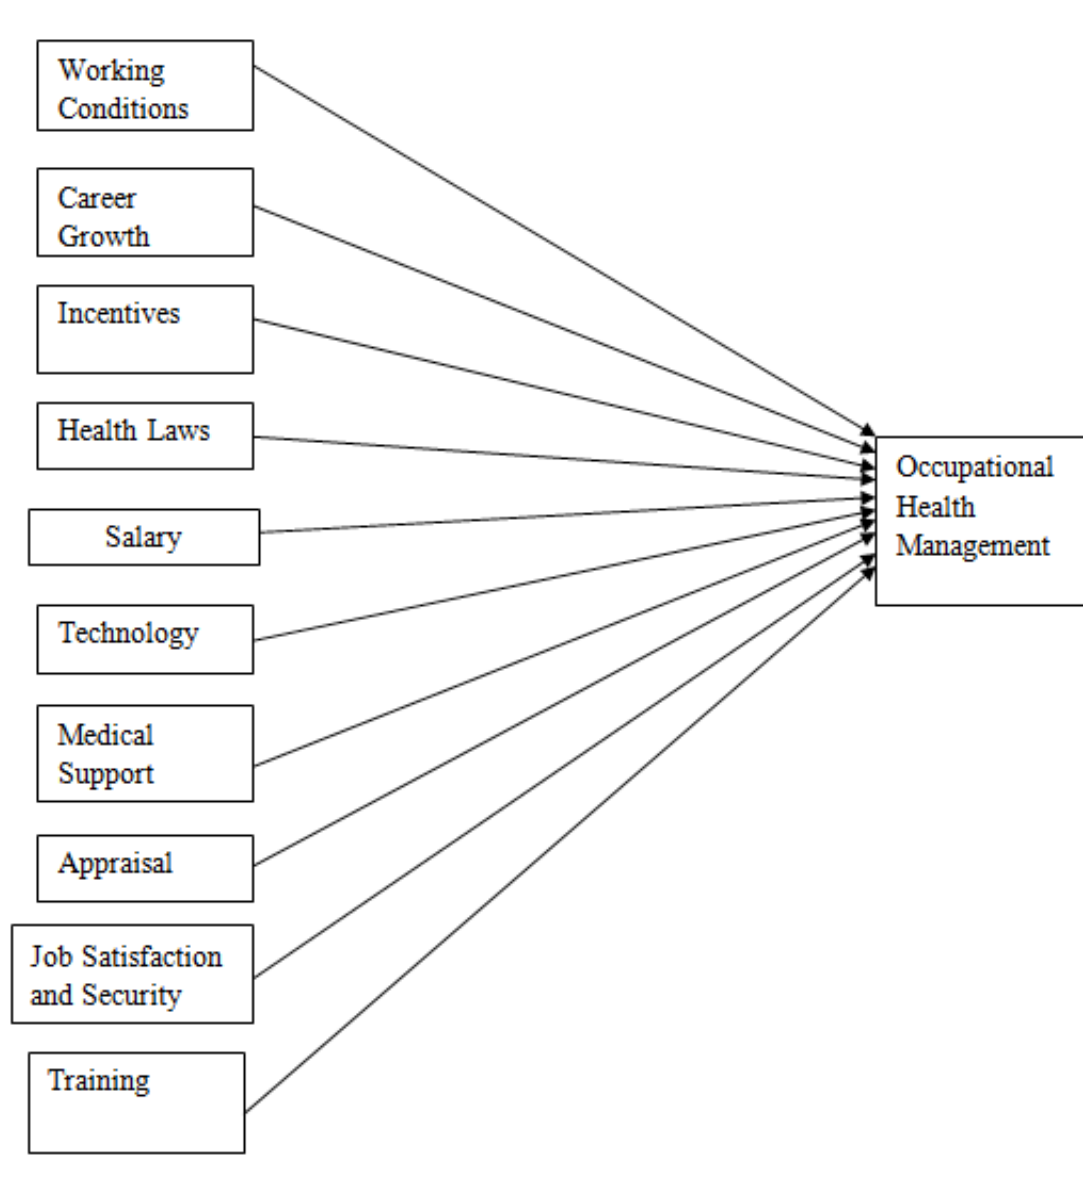 Working
Conditions
Career
Growth
Incentives
Health Laws
Salary
Technology
Medical
Support
Appraisal
Job Satisfaction
and Security
Training
Occupational
Health
Management